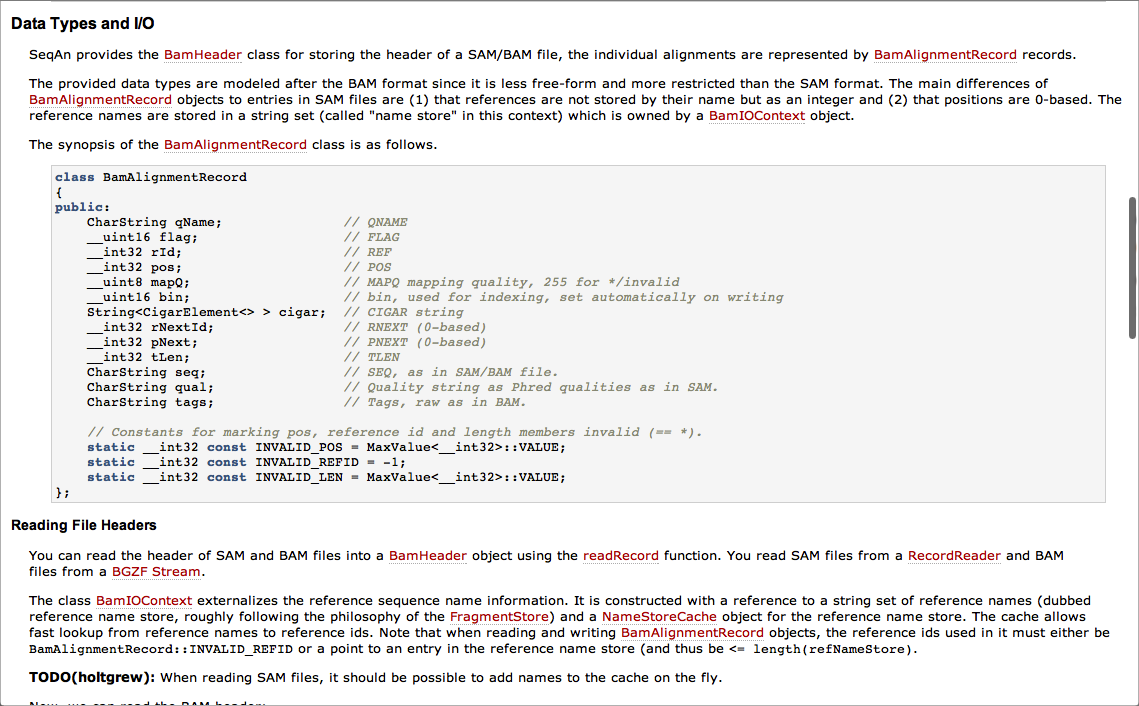 Data Types and I/O
SeqAn provides the BamHeader class for storing the header of a SAM/BAM file, the individual alignments are represented by BamAlignmentRecord records.
The provided data types are modeled after the BAM format since it is less free-form and more restricted than the SAM format. The main differences of
BamAlignmentRecord objects to entries in SAM files are (1) that references are not stored by their name but as an integer and (2) that positions are 0-based. The
reference names are stored in a string set (called "name store" in this context) which is owned by a BamIOContext object.
The synopsis of the BamAlignmentRecord class is as follows.
class BamAlignmentRecord
{
public:
    CharString qName;               // QNAME
    __uint16 flag;                  // FLAG
    __int32 rId;                    // REF
    __int32 pos;                    // POS
    __uint8 mapQ;                   // MAPQ mapping quality, 255 for */invalid
    __uint16 bin;                   // bin, used for indexing, set automatically on writing
    String<CigarElement<> > cigar;  // CIGAR string
    __int32 rNextId;                // RNEXT (0-based)
    __int32 pNext;                  // PNEXT (0-based)
    __int32 tLen;                   // TLEN
    CharString seq;                 // SEQ, as in SAM/BAM file.
    CharString qual;                // Quality string as Phred qualities as in SAM.
    CharString tags;                // Tags, raw as in BAM.
    // Constants for marking pos, reference id and length members invalid (== *).
    static __int32 const INVALID_POS = MaxValue<__int32>::VALUE;
    static __int32 const INVALID_REFID = -1;
    static __int32 const INVALID_LEN = MaxValue<__int32>::VALUE;
};
Reading File Headers
You can read the header of SAM and BAM files into a BamHeader object using the readRecord function. You read SAM files from a RecordReader and BAM
files from a BGZF Stream.
The class BamIOContext externalizes the reference sequence name information. It is constructed with a reference to a string set of reference names (dubbed
reference name store, roughly following the philosophy of the FragmentStore) and a NameStoreCache object for the reference name store. The cache allows
fast lookup from reference names to reference ids. Note that when reading and writing BamAlignmentRecord objects, the reference ids used in it must either be
BamAlignmentRecord::INVALID_REFID or a point to an entry in the reference name store (and thus be <= length(refNameStore).
TODO(holtgrew): When reading SAM files, it should be possible to add names to the cache on the fly.
Now, we can read the BAM header: